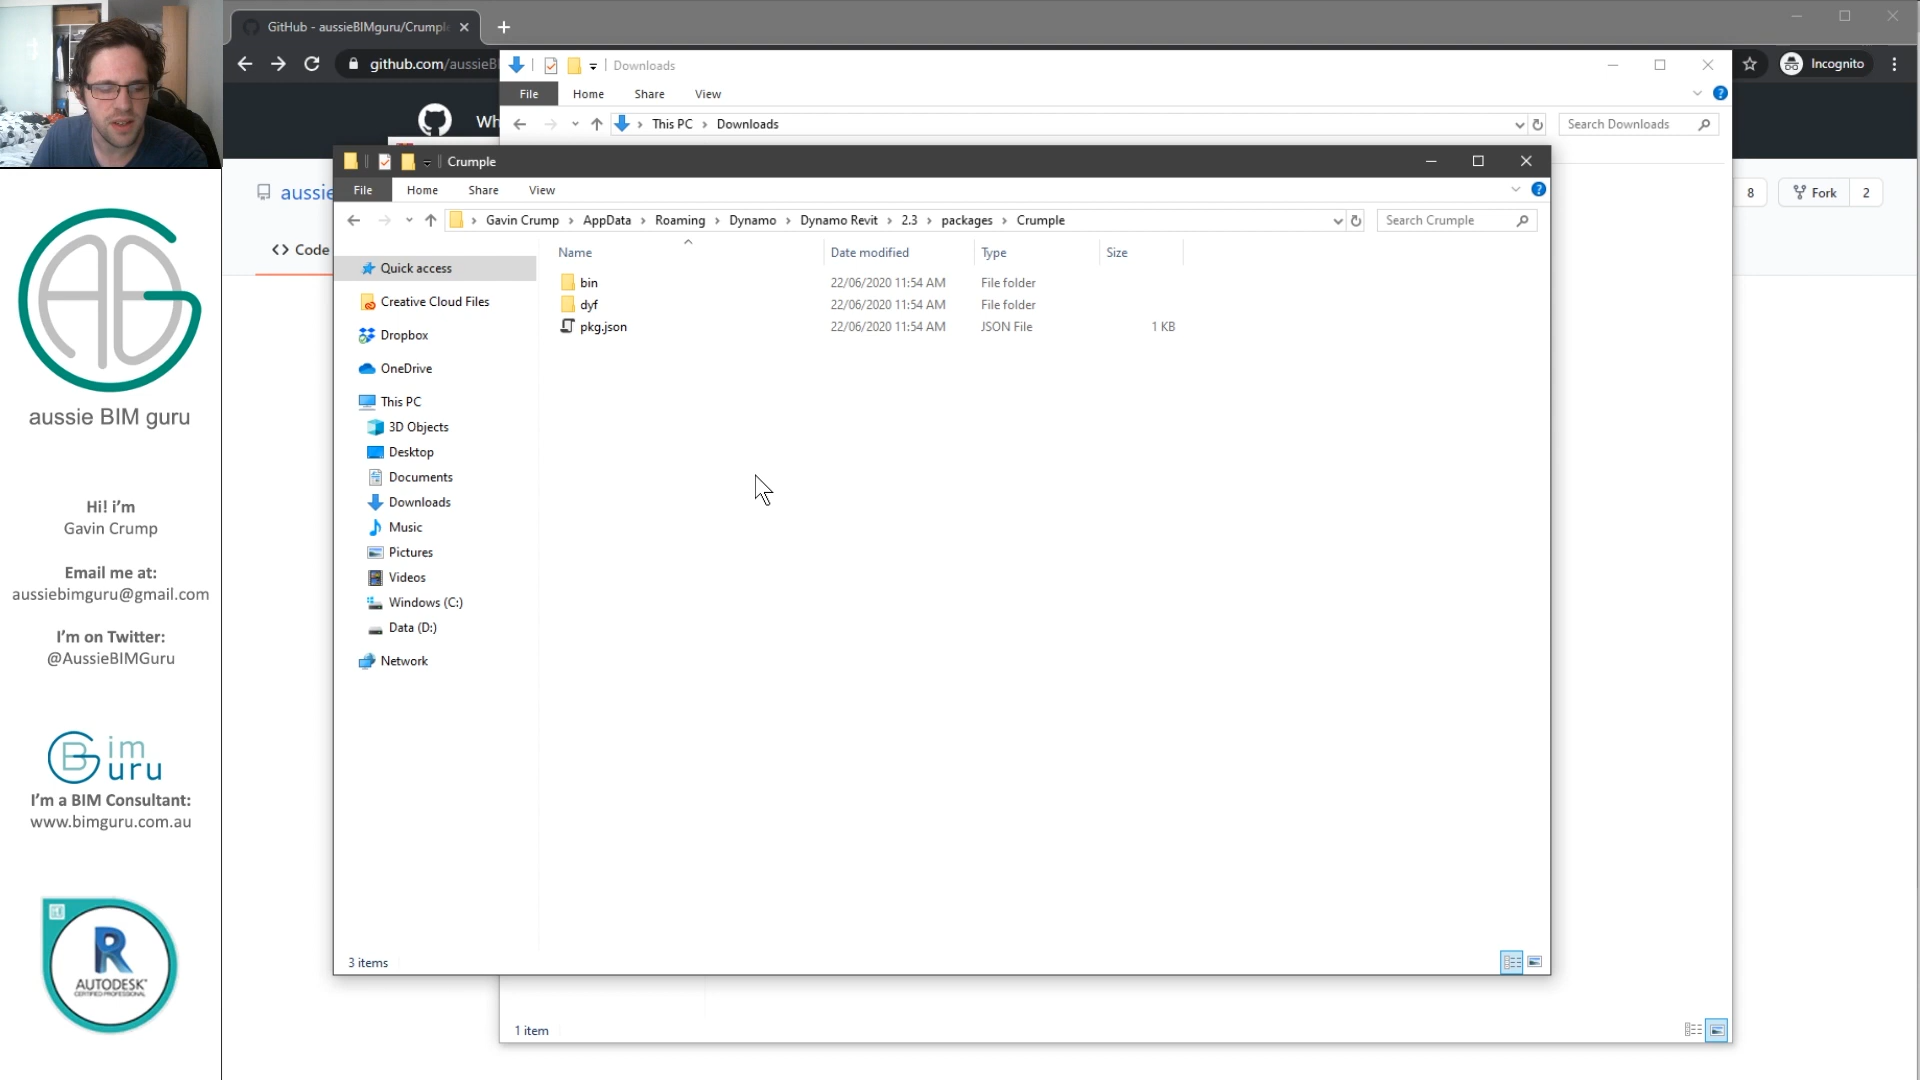 GitHub - aussieBIMguru/Crumpl
github.com/aussieB
Incognito
Downloads
File
Home
Share
View
Wh
This PC
Downloads
Search Downloads
Crumple
File
Home
Share
View
aussie
8
Fork
2
Gavin Crump
AppData
Roaming
Dynamo
Dynamo Revit
2.3
packages
Crumple
Search Crumple
<> Code
Name
Date modified
Type
Size
Quick access
bin
22/06/2020 11:54 AM
File folder
Creative Cloud Files
dyf
22/06/2020 11:54 AM
File folder
pkg.json
22/06/2020 11:54 AM
JSON File
1 KB
Dropbox
OneDrive
This PC
3D Objects
Desktop
Documents
Downloads
Music
Pictures
Videos
Windows (C:)
Data (D:)
Network
3 items
1 item
aussie BIM guru
Hi! i'm
Gavin Crump
Email me at:
aussiebimguru@gmail.com
I'm on Twitter:
@AussieBIMGuru
Bim
Guru
I'm a BIM Consultant:
www.bimguru.com.au
R
AUTODESK
CERTIFIED PROFESSIONAL